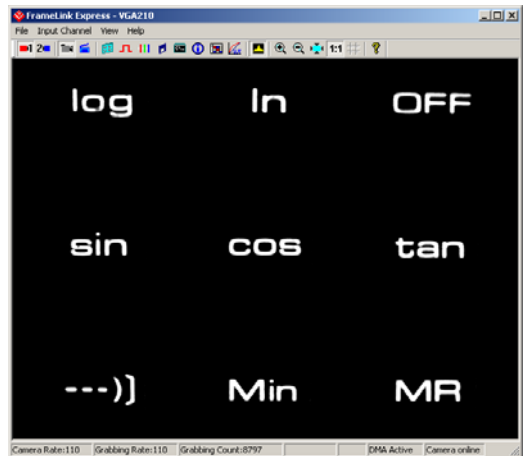 FrameLink Express - VGA210
File Input Channel View Help
1 2 1:1 ?
log ln OFF
sin cos tan
---)] Min MR
Camera Rate:110 Grabbing Rate:110 Grabbing Count:8797 DMA Active Camera online